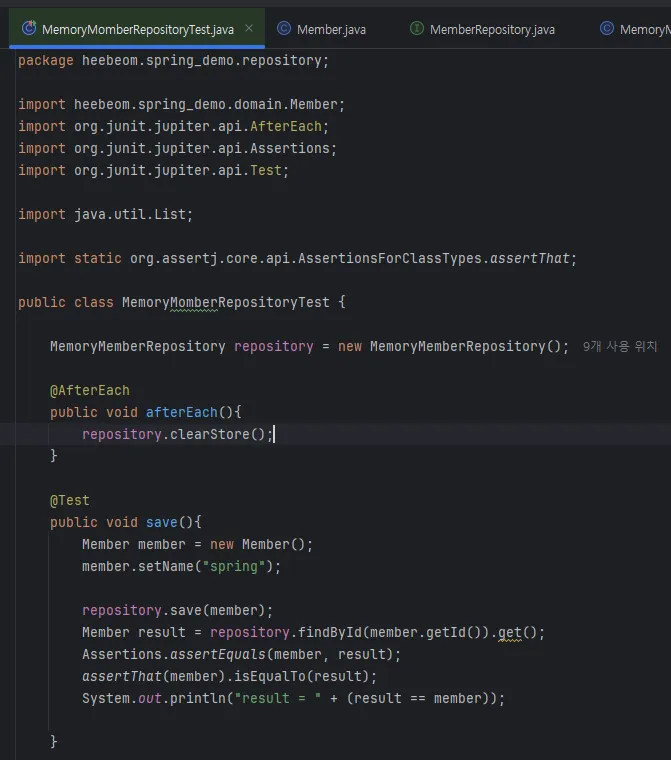 MemoryMomberRepositoryTest.java × Member.java MemberRepository.java MemoryM
package heebeom.spring_demo.repository;
import heebeom.spring_demo.domain.Member;
import org.junit.jupiter.api.AfterEach;
import org.junit.jupiter.api.Assertions;
import org.junit.jupiter.api.Test;
import java.util.List;
import static org.assertj.core.api.AssertionsForClassTypes.assertThat;
public class MemoryMomberRepositoryTest {
MemoryMemberRepository repository = new MemoryMemberRepository(); 9개 사용 위치
@AfterEach
public void afterEach(){
repository.clearStore();
}
@Test
public void save(){
Member member = new Member();
member.setName("spring");
repository.save(member);
Member result = repository.findById(member.getId()).get();
Assertions.assertEquals(member, result);
assertThat(member).isEqualTo(result);
System.out.println("result = " + (result == member));
}